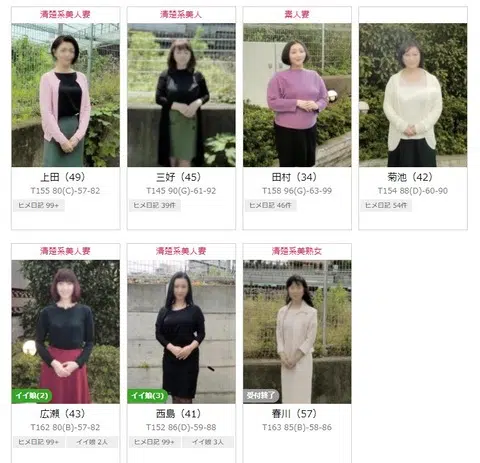 清楚系美人妻
清楚系美人
素人妻
上田（49）
三好（45）
田村（34）
菊池（42）
T155 80(C)-57-82
T145 90(G)-61-92
T158 96(G)-63-99
T154 88(D)-60-90
ヒメ日記 99+
ヒメ日記 39件
ヒメ日記 46件
ヒメ日記 54件
清楚系美人妻
清楚系美人妻
清楚系美熟女
イイ娘(2)
イイ娘(3)
受付終了
広瀬（43）
西島（41）
春川（57）
T162 80(B)-57-82
T152 86(D)-59-88
T163 85(B)-58-86
ヒメ日記 99+
イイ娘 2人
ヒメ日記 99+
イイ娘 3人